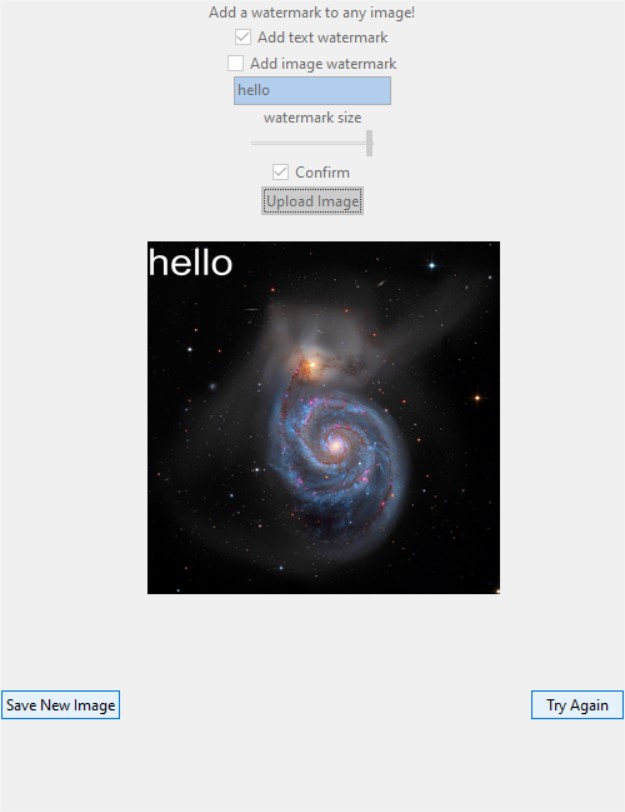 Add a watermark to any image!
Add text watermark
Add image watermark
hello
watermark size
Confirm
Upload Image
hello
Save New Image
Try Again